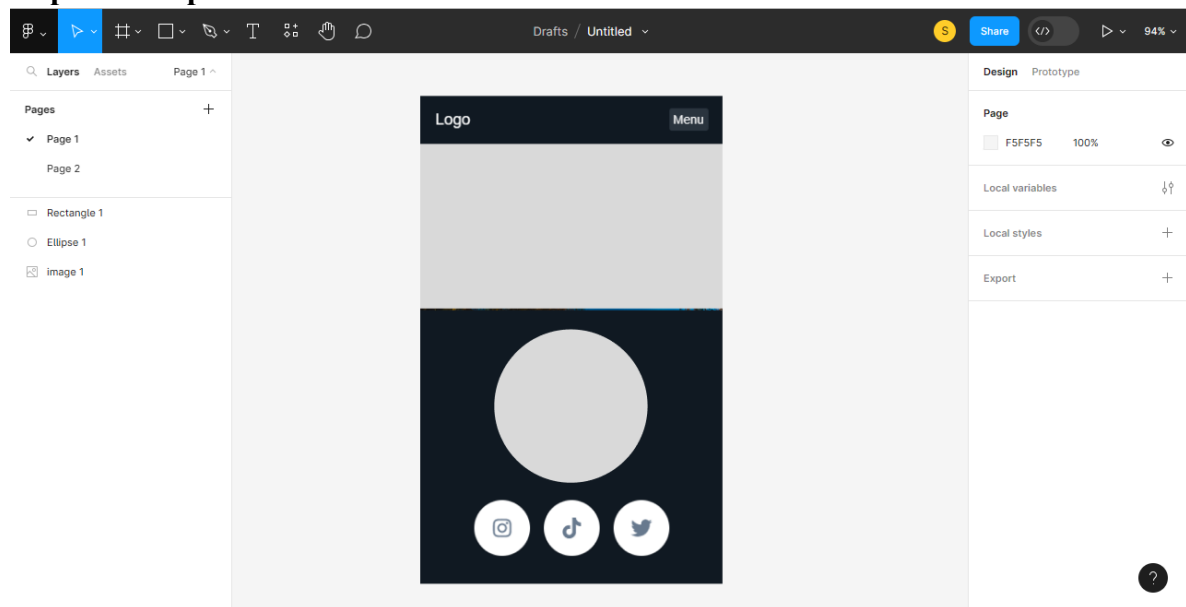 Drafts / Untitled
S
Share
94%
Layers Assets Page 1
Design Prototype
Pages
Page 1
Page 2
Rectangle 1
Ellipse 1
image 1
Logo Menu
Page
F5F5F5 100%
Local variables
Local styles
Export
?